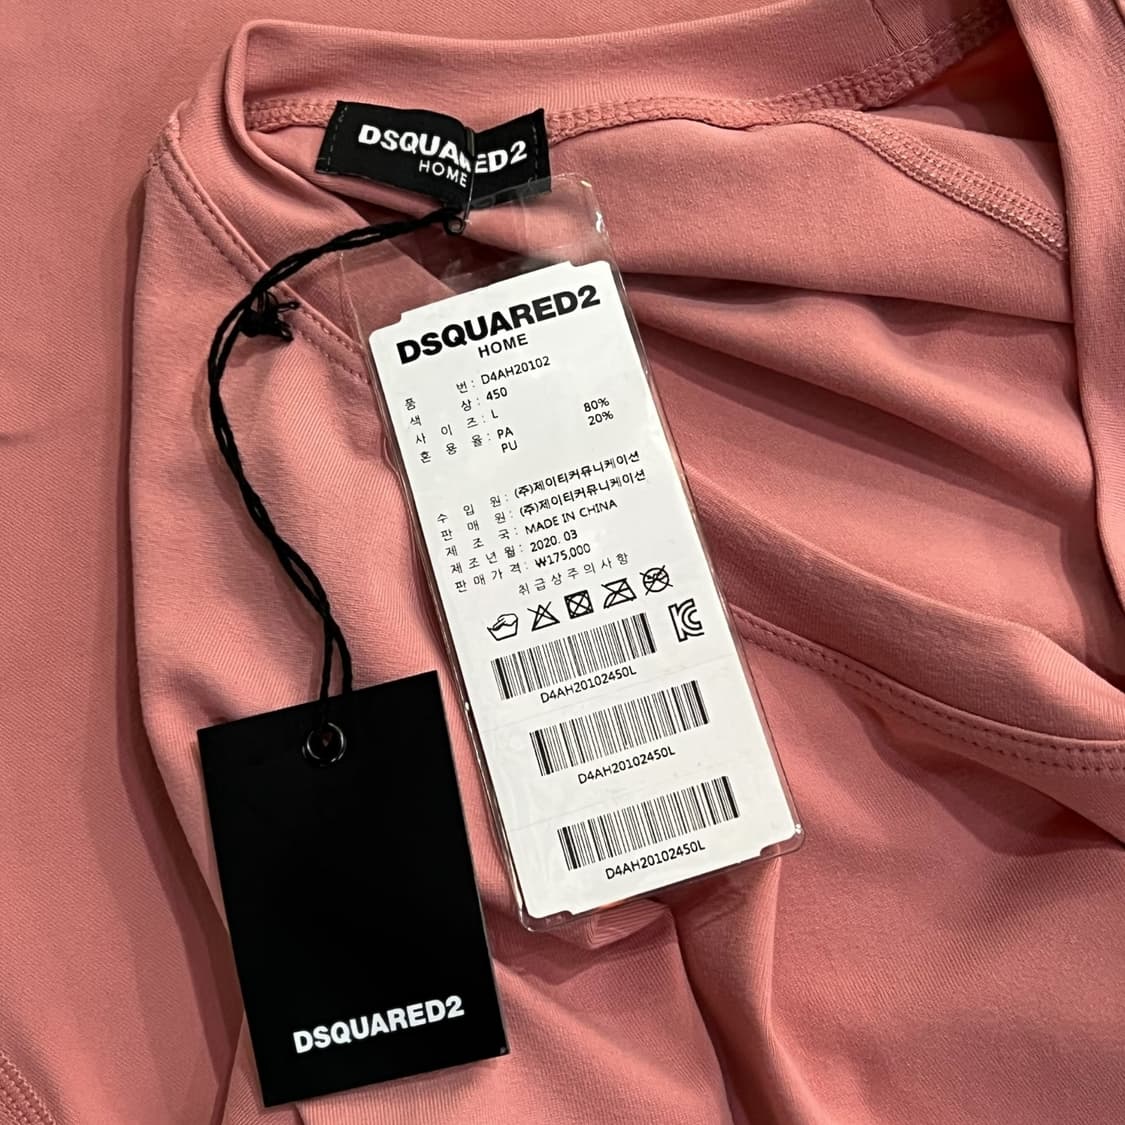 DSQUARED2
HOME
DSQUARED2
HOME
품 번 : D4AH20102
색 상 : 450
사 이 즈 : L
혼 용 율 : PA 80%
PU 20%
수 입 원 : (주)제이티커뮤니케이션
판 매 원 : (주)제이티커뮤니케이션
제 조 국 : MADE IN CHINA
제 조 년 월 : 2020. 03
판 매 가 격 : ₩175,000
취 급 상 주 의 사 항
D4AH20102450L
D4AH20102450L
D4AH20102450L
DSQUARED2